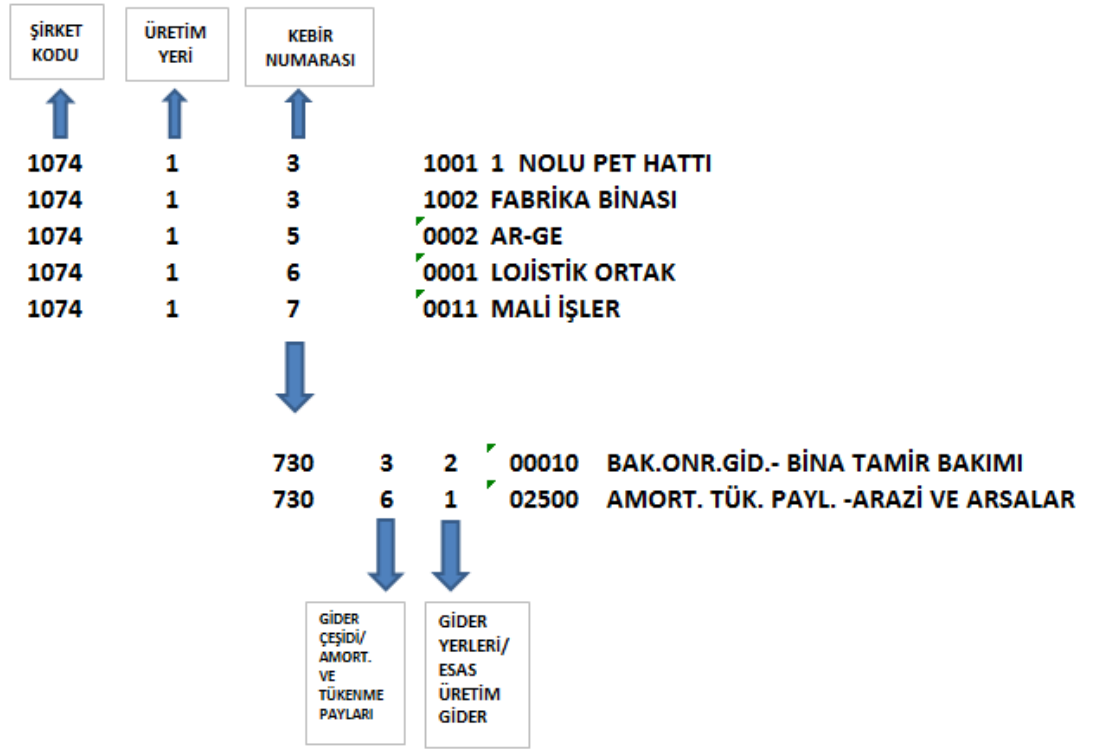 ŞİRKET
KODU
ÜRETİM
YERİ
KEBİR
NUMARASI
1074 1 3 1001 1 NOLU PET HATTI
1074 1 3 1002 FABRİKA BİNASI
1074 1 5 0002 AR-GE
1074 1 6 0001 LOJİSTİK ORTAK
1074 1 7 0011 MALİ İŞLER
730 3 2 00010 BAK.ONR.GİD.- BİNA TAMİR BAKIMI
730 6 1 02500 AMORT. TÜK. PAYL. -ARAZİ VE ARSALAR
GİDER
ÇEŞİDİ/
AMORT.
VE
TÜKENME
PAYLARI
GİDER
YERLERİ/
ESAS
ÜRETİM
GİDER